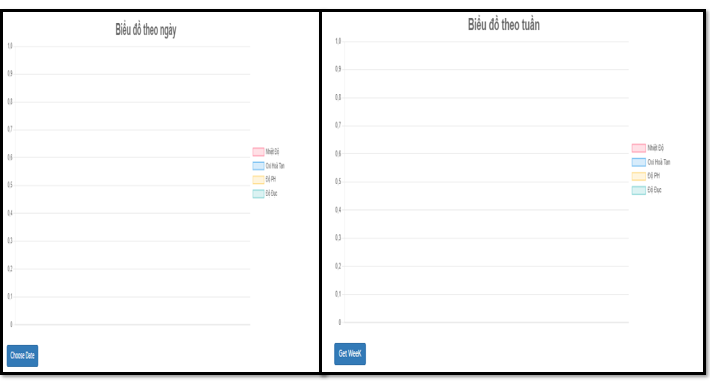 Biểu đồ theo ngày
1,0
0,9
0,8
0,7
0,6
0,5
0,4
0,3
0,2
0,1
0
Nhiệt Độ
Oxi Hoà Tan
Độ PH
Độ Đục
Choose Date
Biểu đồ theo tuần
1,0
0,9
0,8
0,7
0,6
0,5
0,4
0,3
0,2
0,1
0
Nhiệt Độ
Oxi Hoà Tan
Độ PH
Độ Đục
Get WeeK